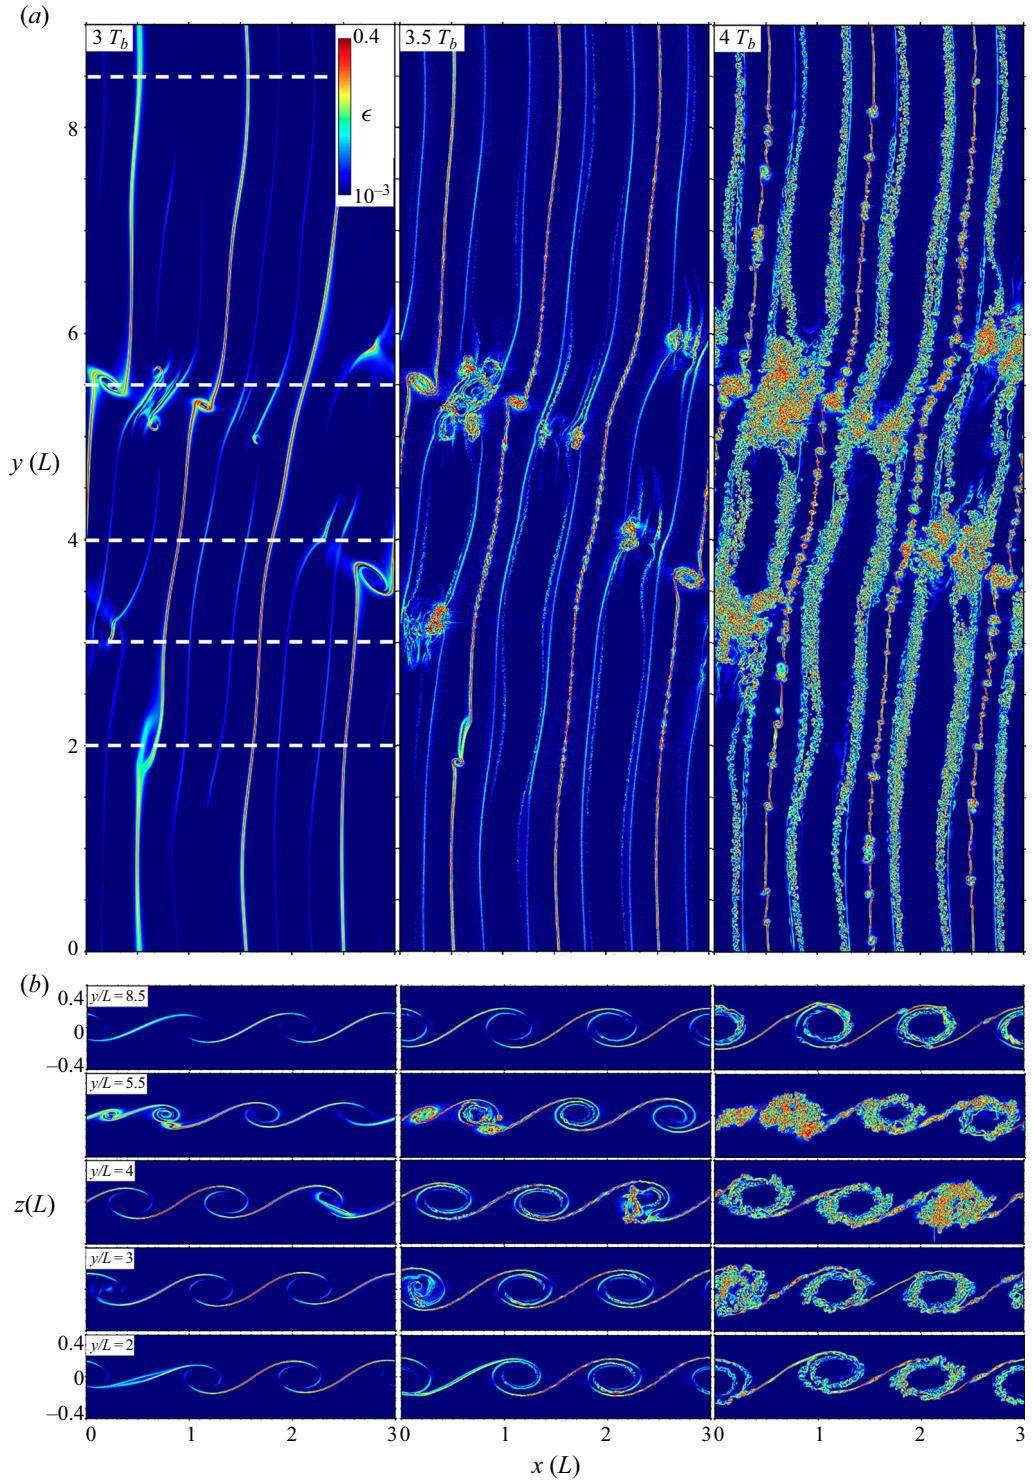 (a)
3 T_b
3.5 T_b
4 T_b
0.4
ϵ
10⁻³
8
6
4
2
0
y (L)
(b)
y/L = 8.5
0.4
0
–0.4
y/L = 5.5
y/L = 4
z(L)
y/L = 3
y/L = 2
0.4
0
–0.4
0 1 2 3 1 2 3 1 2 3
x (L)